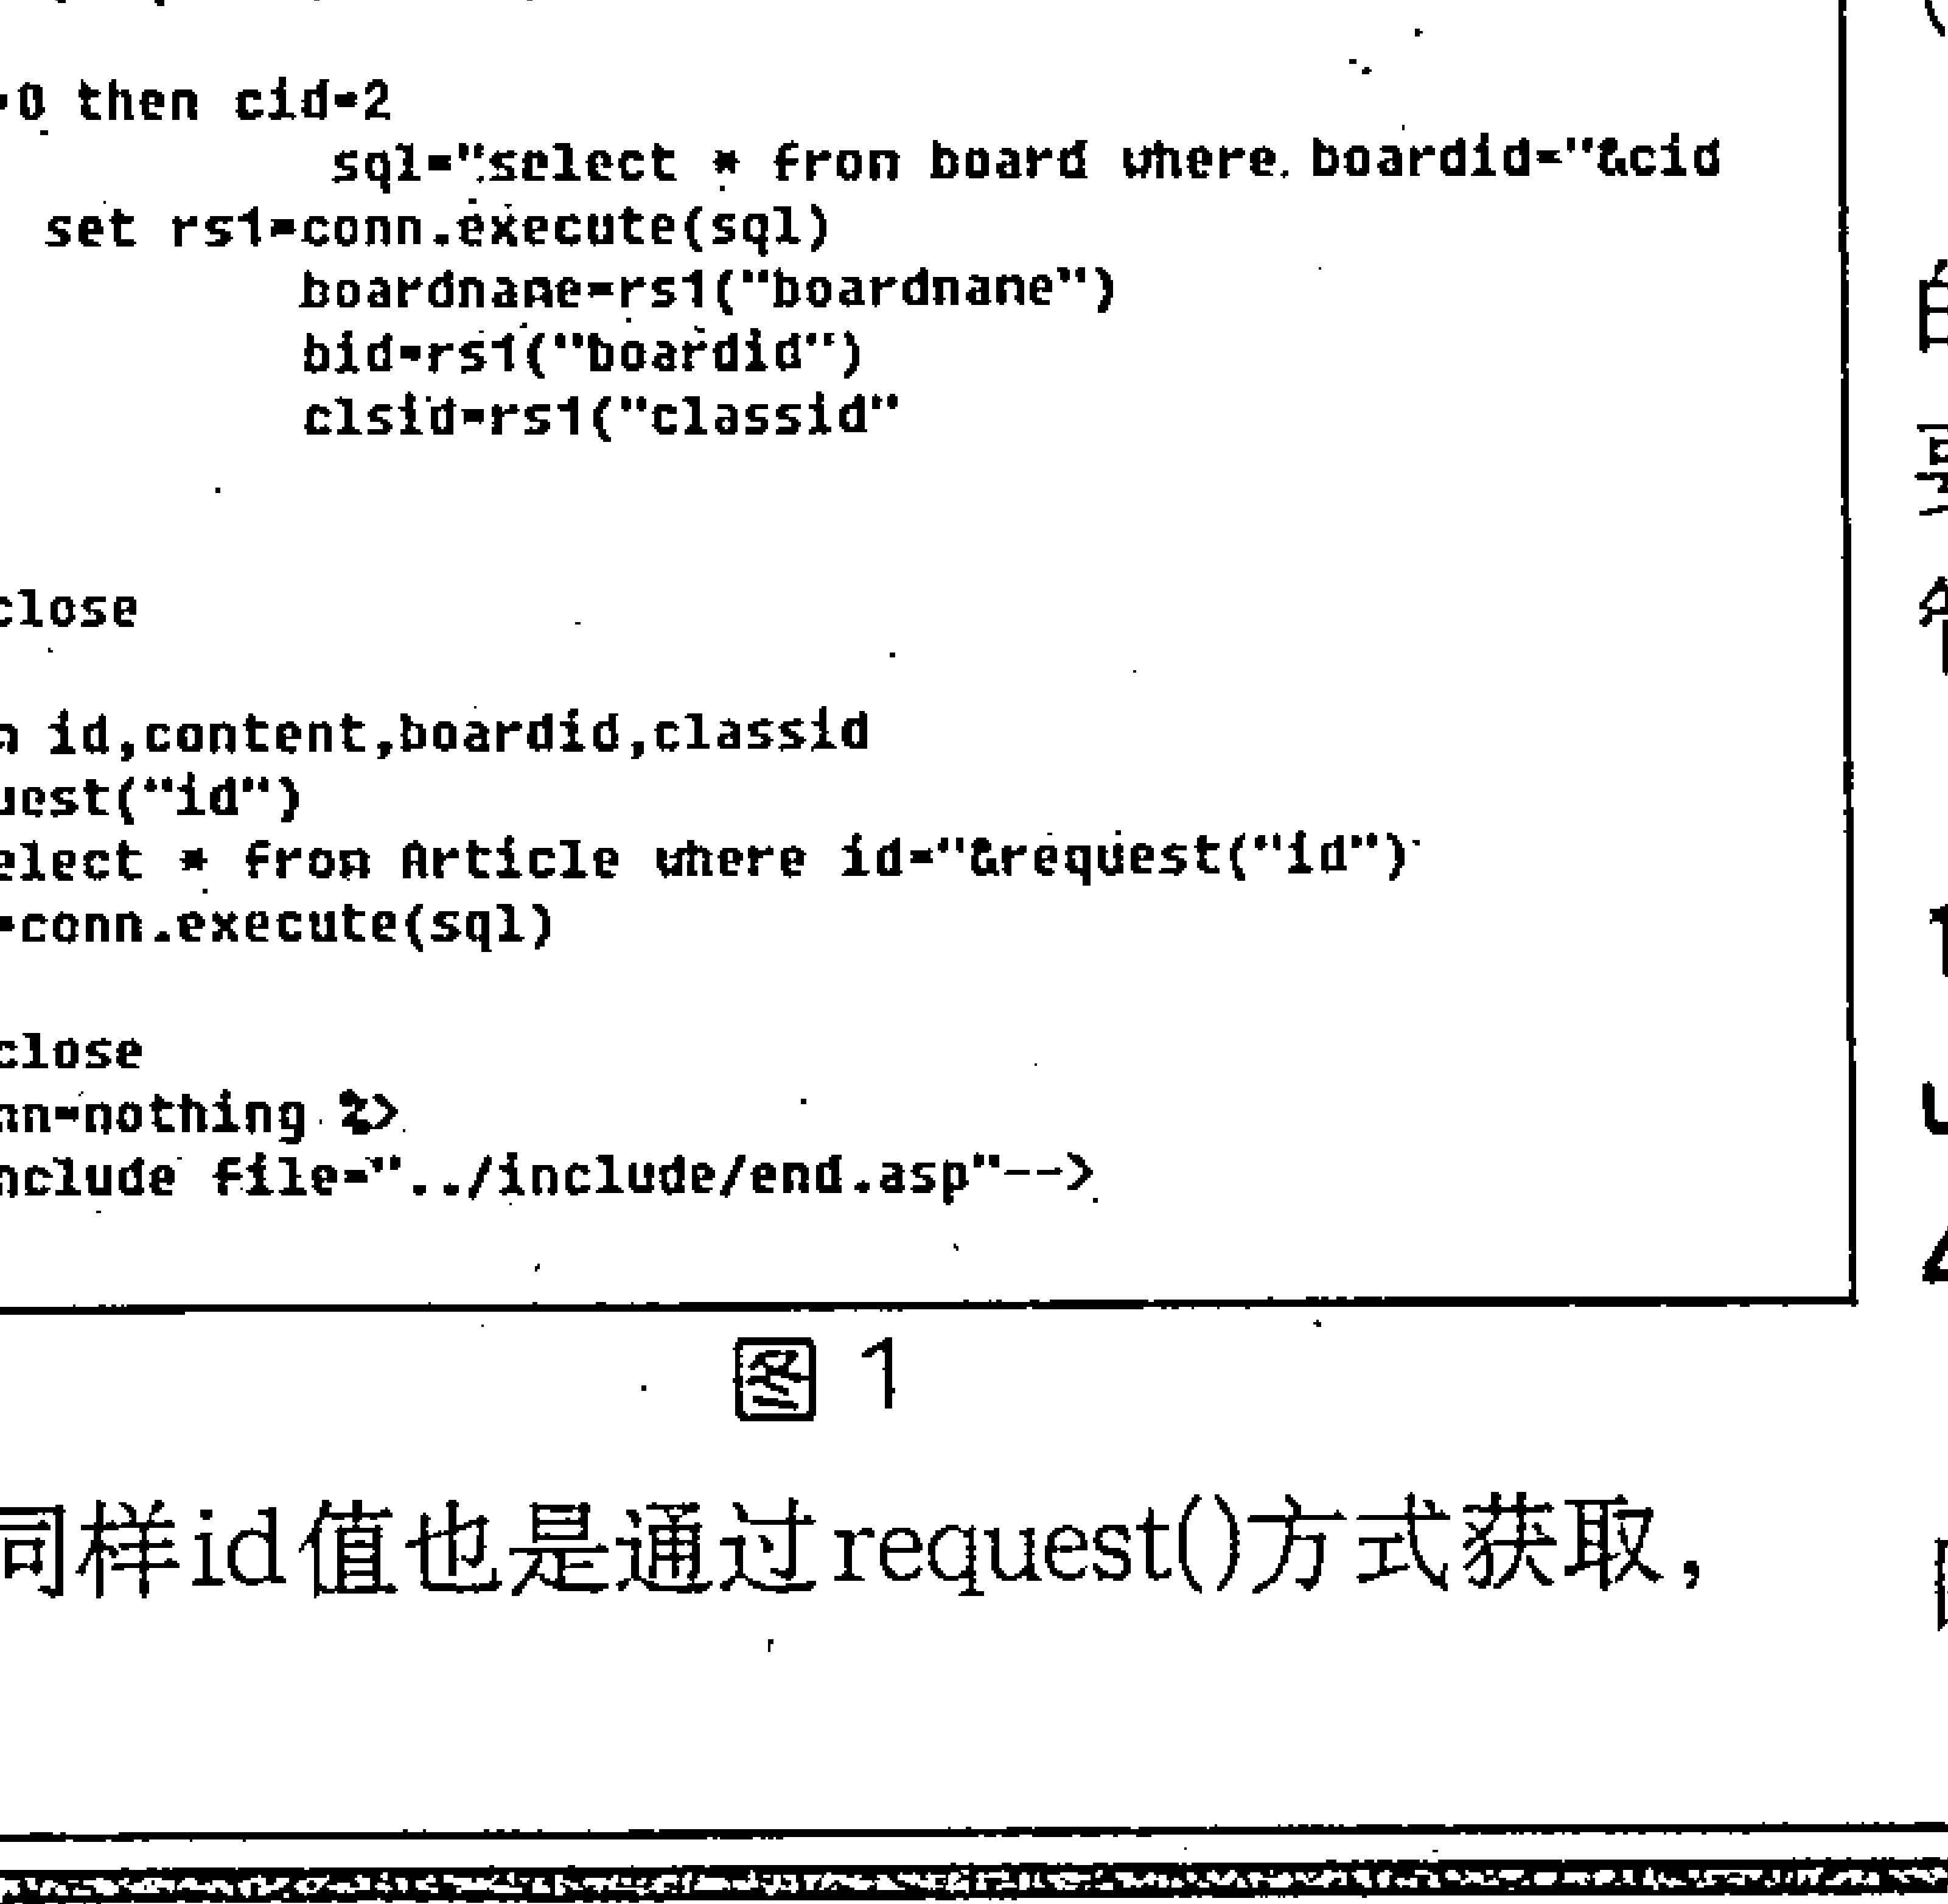 =0 then cid=2
sql="select * from board where boardid="&cid
set rs1=conn.execute(sql)
boardname=rs1("boardname")
bid=rs1("boardid")
clsid=rs1("classid"
close
id,content,boardid,classid
uest("id")
elect * from Article where id="&request("id")
=conn.execute(sql)
close
nn=nothing %>
nclude file="../include/end.asp"-->
图 1
同样id值也是通过request()方式获取,